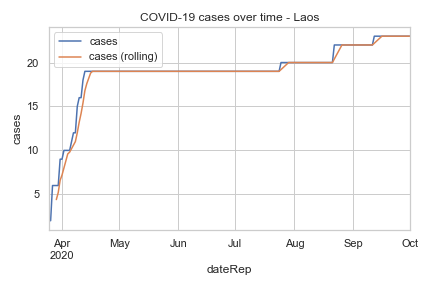 COVID-19 cases over time - Laos
cases
cases (rolling)
cases
20
15
10
5
Apr May Jun Jul Aug Sep Oct
2020
dateRep